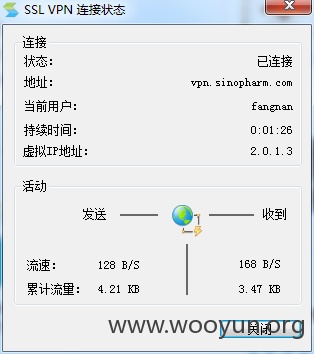 SSL VPN 连接状态
连接
状态： 已连接
地址： vpn.sinopharm.com
当前用户： fangnan
持续时间： 0:01:26
虚拟IP地址： 2.0.1.3
活动
发送 收到
流速： 128 B/S 168 B/S
累计流量： 4.21 KB 3.47 KB
关闭
www.wooyun.org